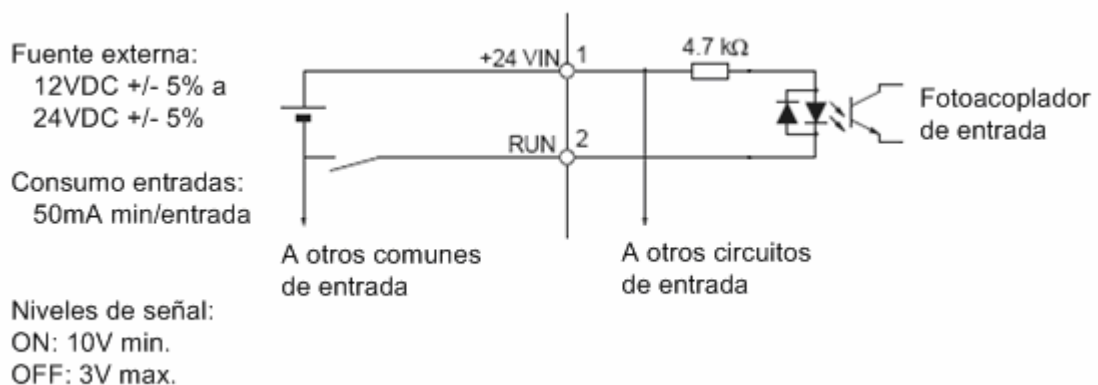 Fuente externa:
12VDC +/- 5% a
24VDC +/- 5%
Consumo entradas:
50mA min/entrada
Niveles de señal:
ON: 10V min.
OFF: 3V max.
+24 VIN
1
4.7 kΩ
RUN
2
Fotoacoplador
de entrada
A otros comunes
de entrada
A otros circuitos
de entrada